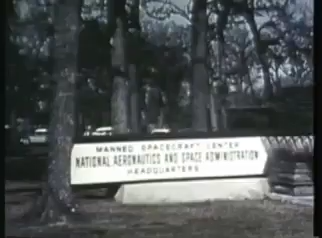 MANNED SPACECRAFT CENTER
NATIONAL AERONAUTICS AND SPACE ADMINISTRATION
HEADQUARTERS